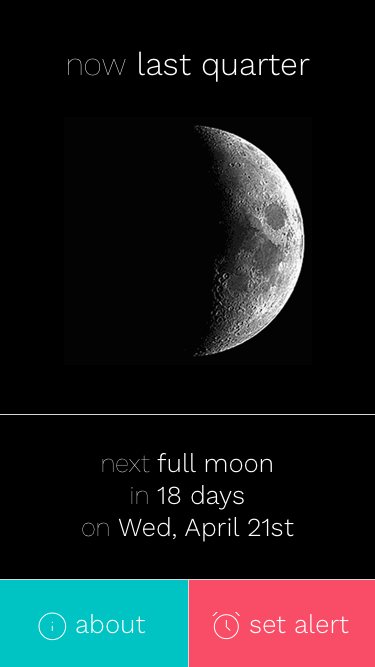 now last quarter
next full moon
in 18 days
on Wed, April 21st
about
set alert